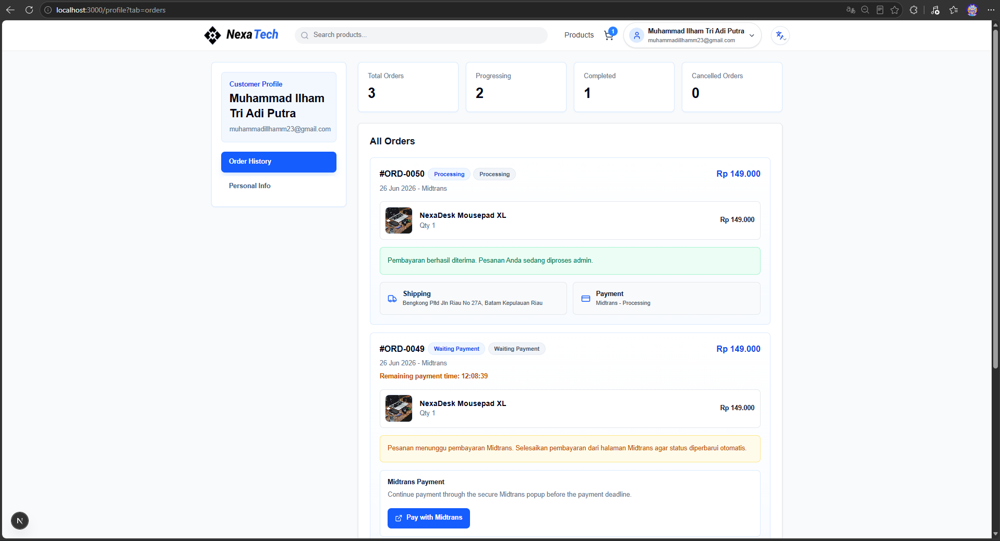 localhost:3000/profile?tab=orders
NexaTech
Search products...
Products
1
Muhammad Ilham Tri Adi Putra
muhammadillhamm23@gmail.com
Customer Profile
Muhammad Ilham
Tri Adi Putra
muhammadillhamm23@gmail.com
Order History
Personal Info
Total Orders
3
Progressing
2
Completed
1
Cancelled Orders
0
All Orders
#ORD-0050 Processing Processing Rp 149.000
26 Jun 2026 - Midtrans
NexaDesk Mousepad XL
Qty 1
Rp 149.000
Pembayaran berhasil diterima. Pesanan Anda sedang diproses admin.
Shipping
Bengkong Pltd Jln Riau No 27A, Batam Kepulauan Riau
Payment
Midtrans - Processing
#ORD-0049 Waiting Payment Waiting Payment Rp 149.000
26 Jun 2026 - Midtrans
Remaining payment time: 12:08:39
NexaDesk Mousepad XL
Qty 1
Rp 149.000
Pesanan menunggu pembayaran Midtrans. Selesaikan pembayaran dari halaman Midtrans agar status diperbarui otomatis.
Midtrans Payment
Continue payment through the secure Midtrans popup before the payment deadline.
Pay with Midtrans
N